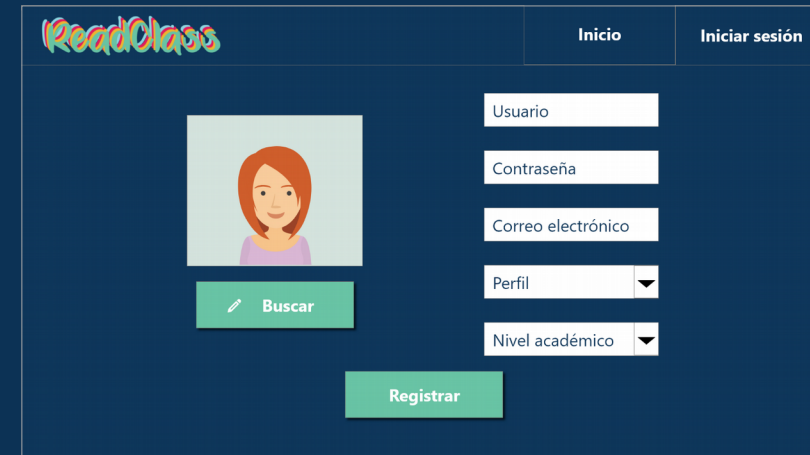 ReadClass
Inicio
Iniciar sesión
Usuario
Contraseña
Correo electrónico
Perfil
Nivel académico
Buscar
Registrar